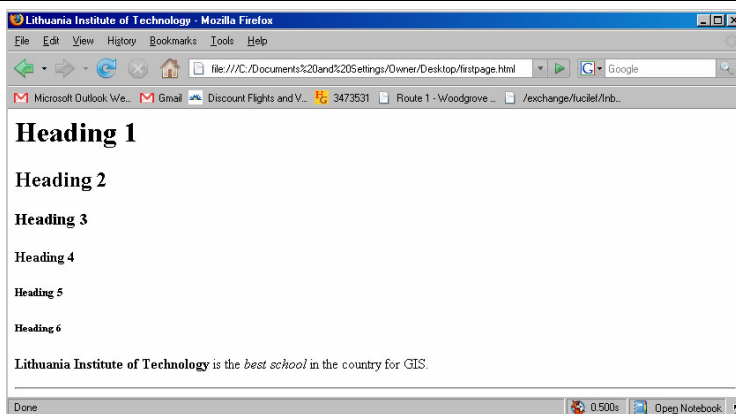 Lithuania Institute of Technology - Mozilla Firefox
File Edit View History Bookmarks Tools Help
file:///C:/Documents%20and%20Settings/Owner/Desktop/firstpage.html G Google
Microsoft Outlook We... Gmail Discount Flights and V... HG 3473531 Route 1 - Woodgrove ... /exchange/fucilef/Inb...
Heading 1
Heading 2
Heading 3
Heading 4
Heading 5
Heading 6
Lithuania Institute of Technology is the best school in the country for GIS.
Done 0.500s Open Notebook